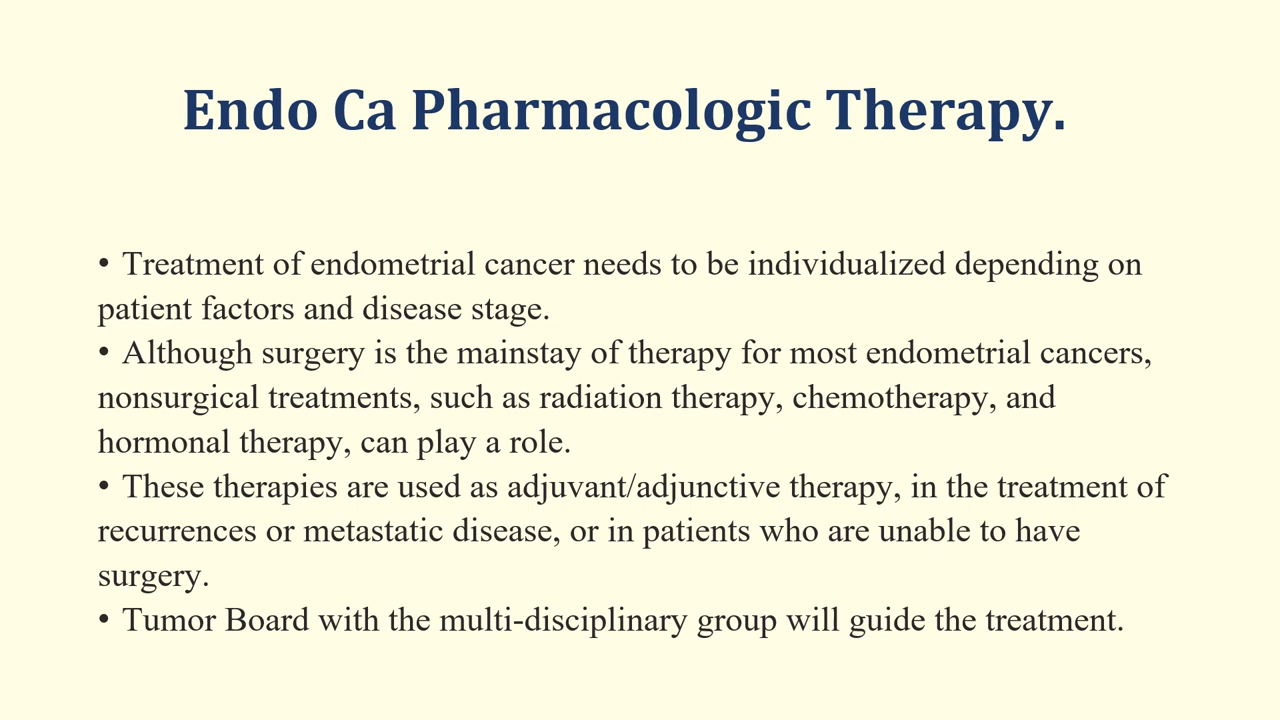 Endo Ca Pharmacologic Therapy.
• Treatment of endometrial cancer needs to be individualized depending on
patient factors and disease stage.
• Although surgery is the mainstay of therapy for most endometrial cancers,
nonsurgical treatments, such as radiation therapy, chemotherapy, and
hormonal therapy, can play a role.
• These therapies are used as adjuvant/adjunctive therapy, in the treatment of
recurrences or metastatic disease, or in patients who are unable to have
surgery.
• Tumor Board with the multi-disciplinary group will guide the treatment.